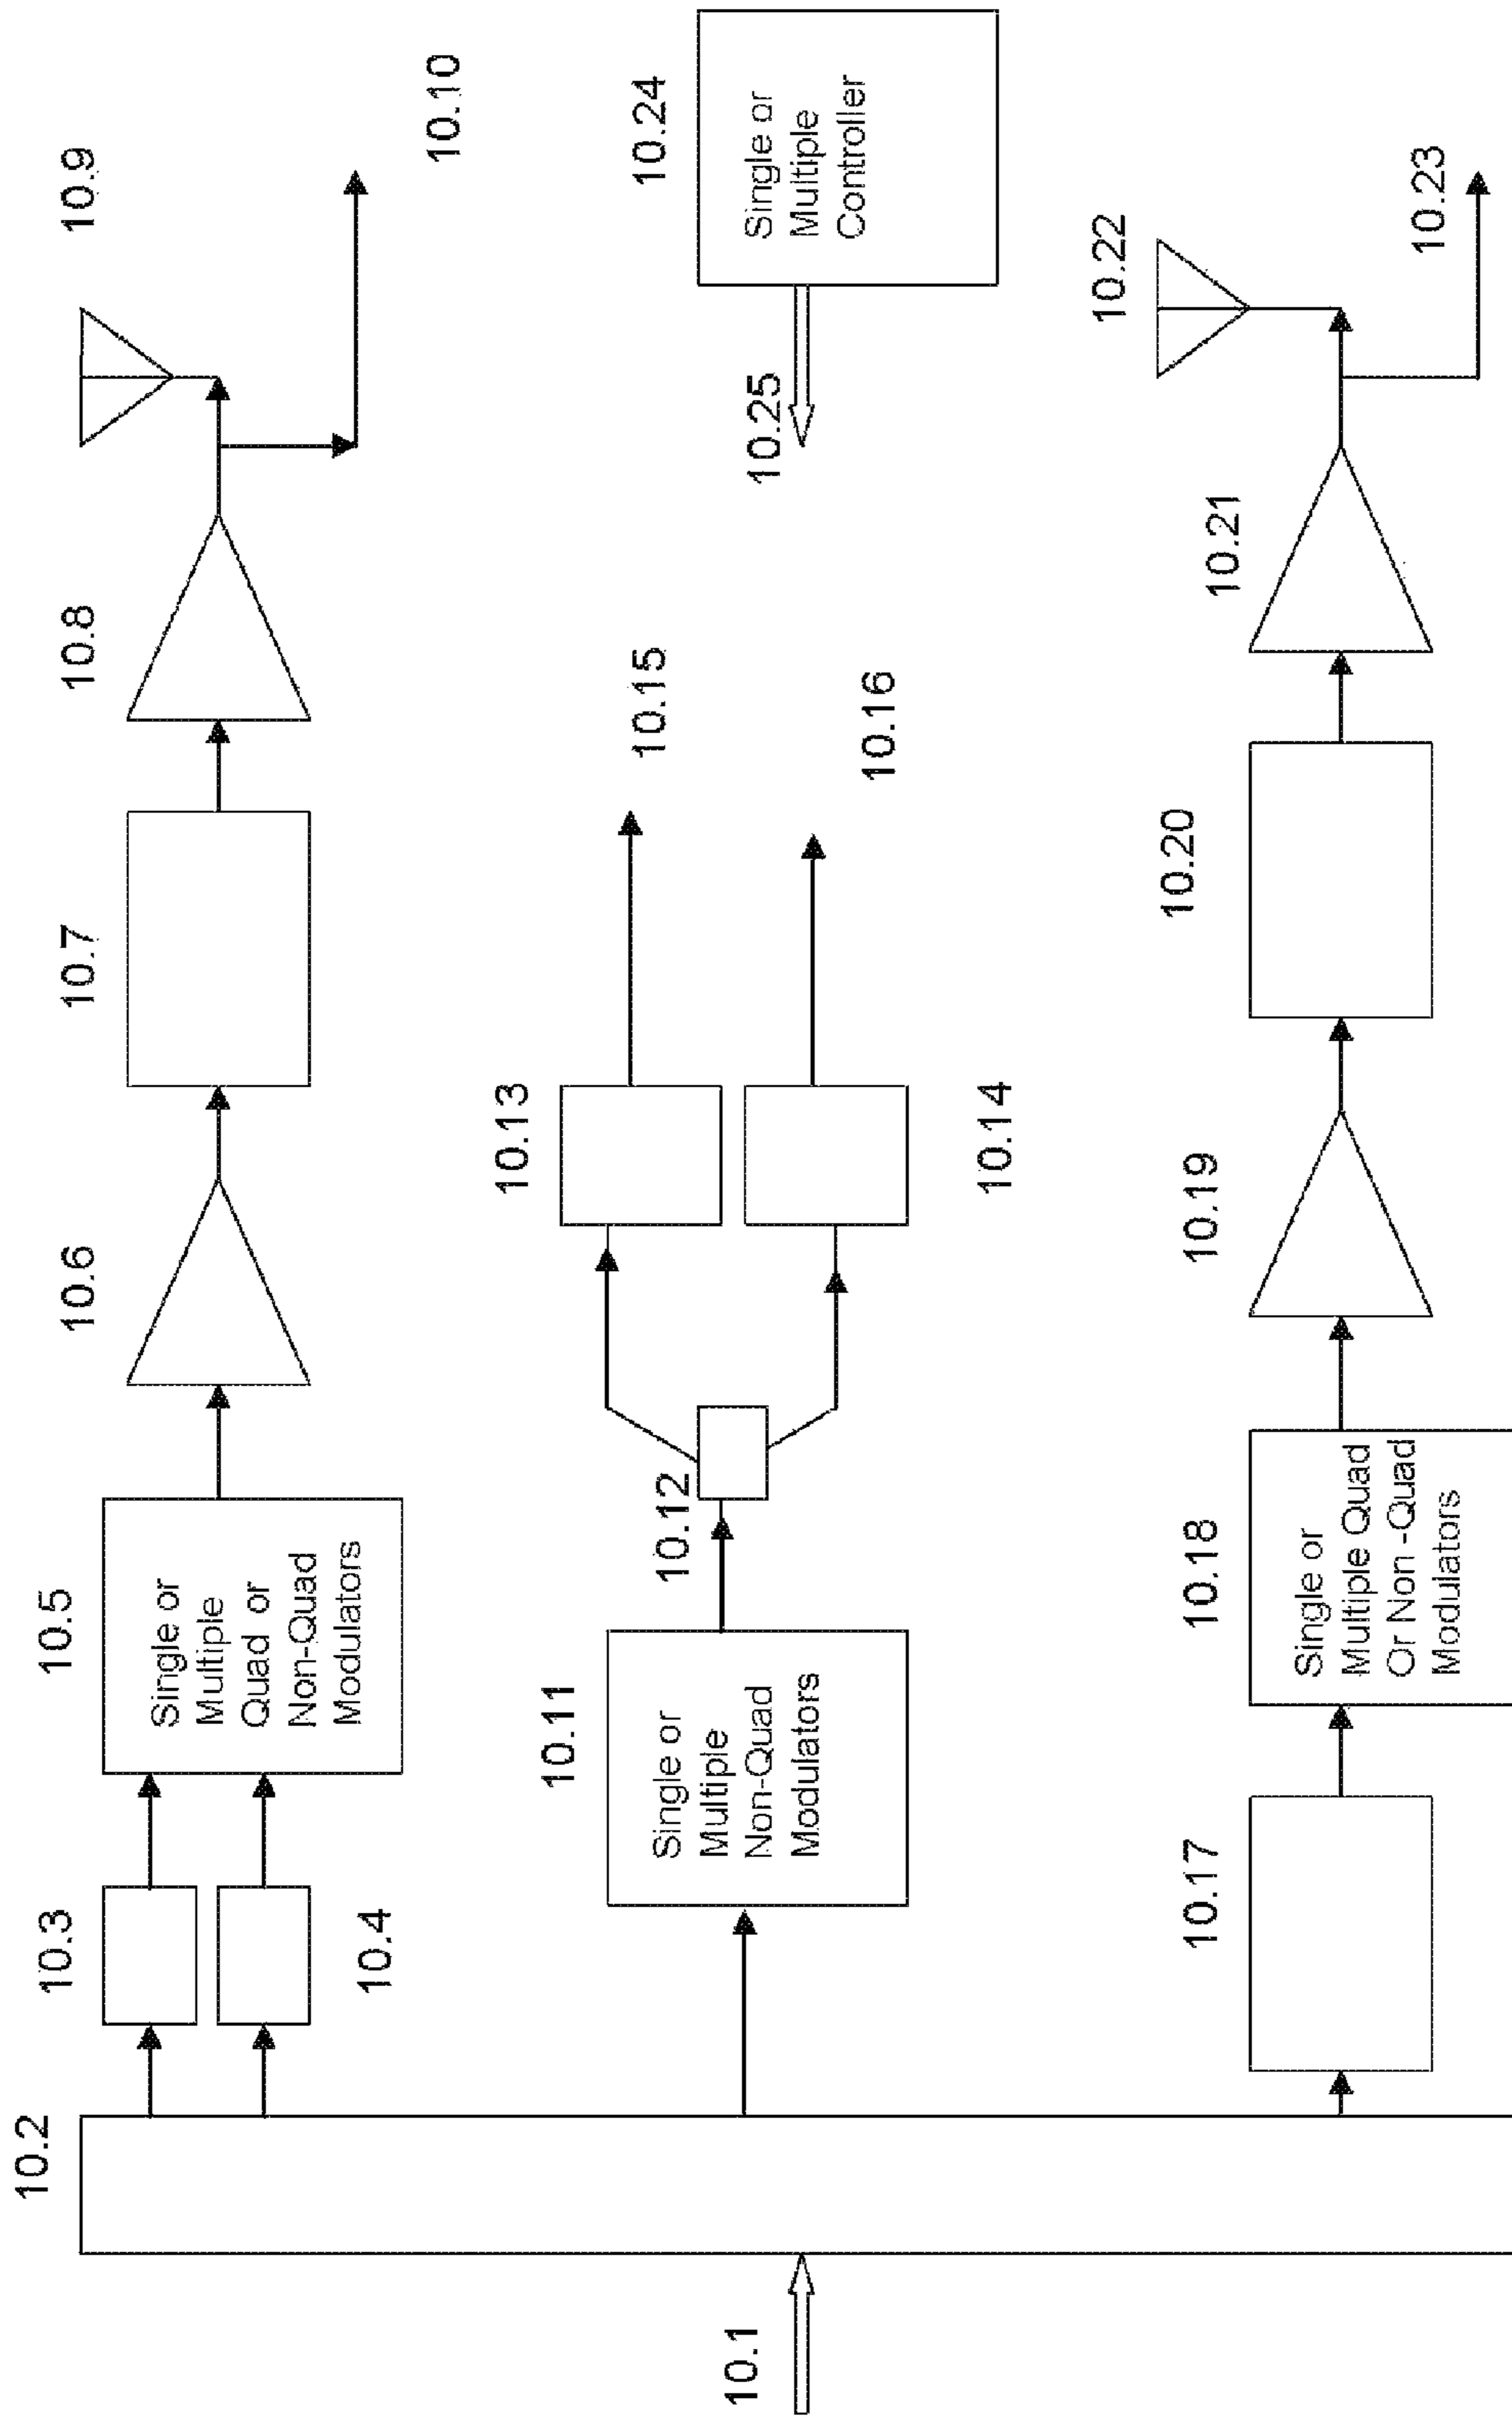 10.1
10.2
10.3
10.4
10.5
Single or
Multiple
Quad or
Non-Quad
Modulators
10.6
10.7
10.8
10.9
10.10
10.11
Single or
Multiple
Non-Quad
Modulators
10.12
10.13
10.14
10.15
10.16
10.17
10.18
Single or
Multiple Quad
Or Non -Quad
Modulators
10.19
10.20
10.21
10.22
10.23
10.24
Single or
Multiple
Controller
10.25